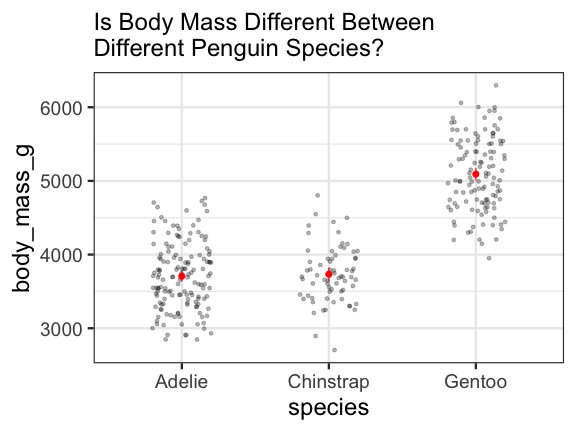 Is Body Mass Different Between
Different Penguin Species?
body_mass_g
6000
5000
4000
3000
Adelie
Chinstrap
Gentoo
species